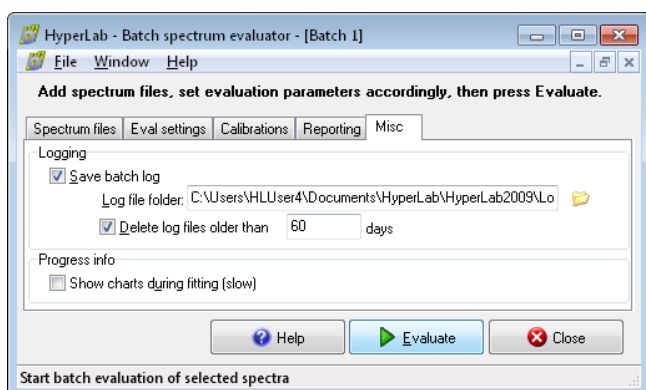 HyperLab - Batch spectrum evaluator - [Batch 1]
File Window Help
Add spectrum files, set evaluation parameters accordingly, then press Evaluate.
Spectrum files Eval settings Calibrations Reporting Misc
Logging
Save batch log
Log file folder: C:\Users\HLUser4\Documents\HyperLab\HyperLab2009\Lo
Delete log files older than 60 days
Progress info
Show charts during fitting (slow)
Help Evaluate Close
Start batch evaluation of selected spectra